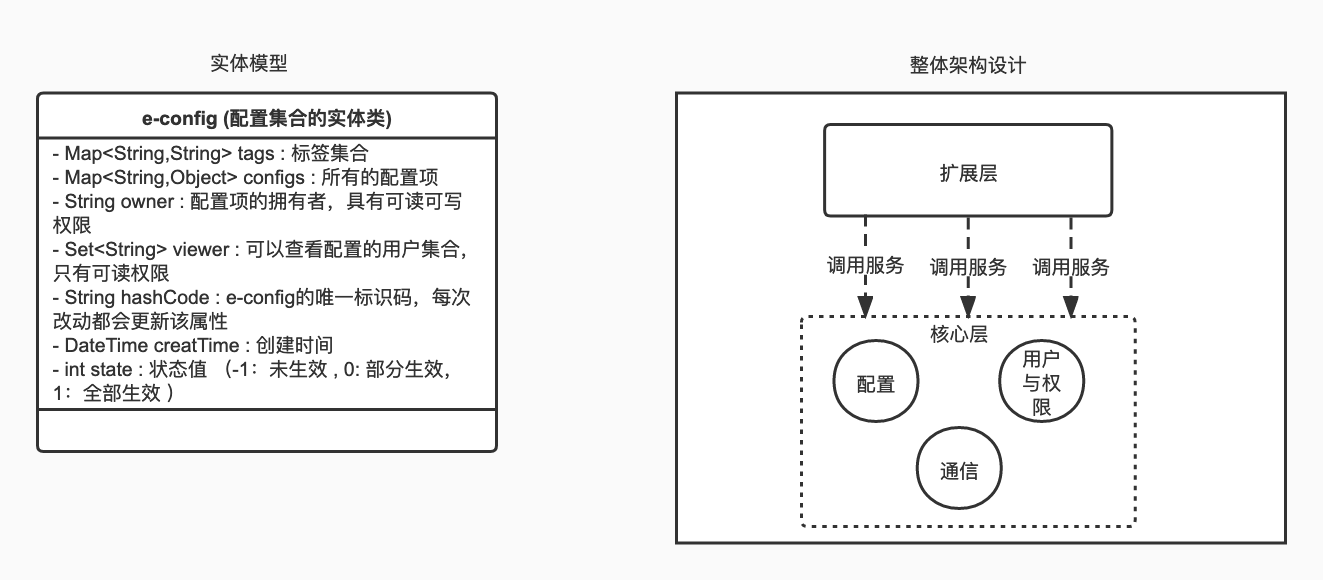 实体模型
e-config (配置集合的实体类)
- Map<String,String> tags : 标签集合
- Map<String,Object> configs : 所有的配置项
- String owner : 配置项的拥有者，具有可读可写
权限
- Set<String> viewer : 可以查看配置的用户集合，
只有可读权限
- String hashCode : e-config的唯一标识码，每次
改动都会更新该属性
- DateTime creatTime : 创建时间
- int state : 状态值 （-1：未生效 , 0: 部分生效，
1：全部生效 ）
整体架构设计
扩展层
调用服务
调用服务
调用服务
核心层
配置
用户
与权
限
通信